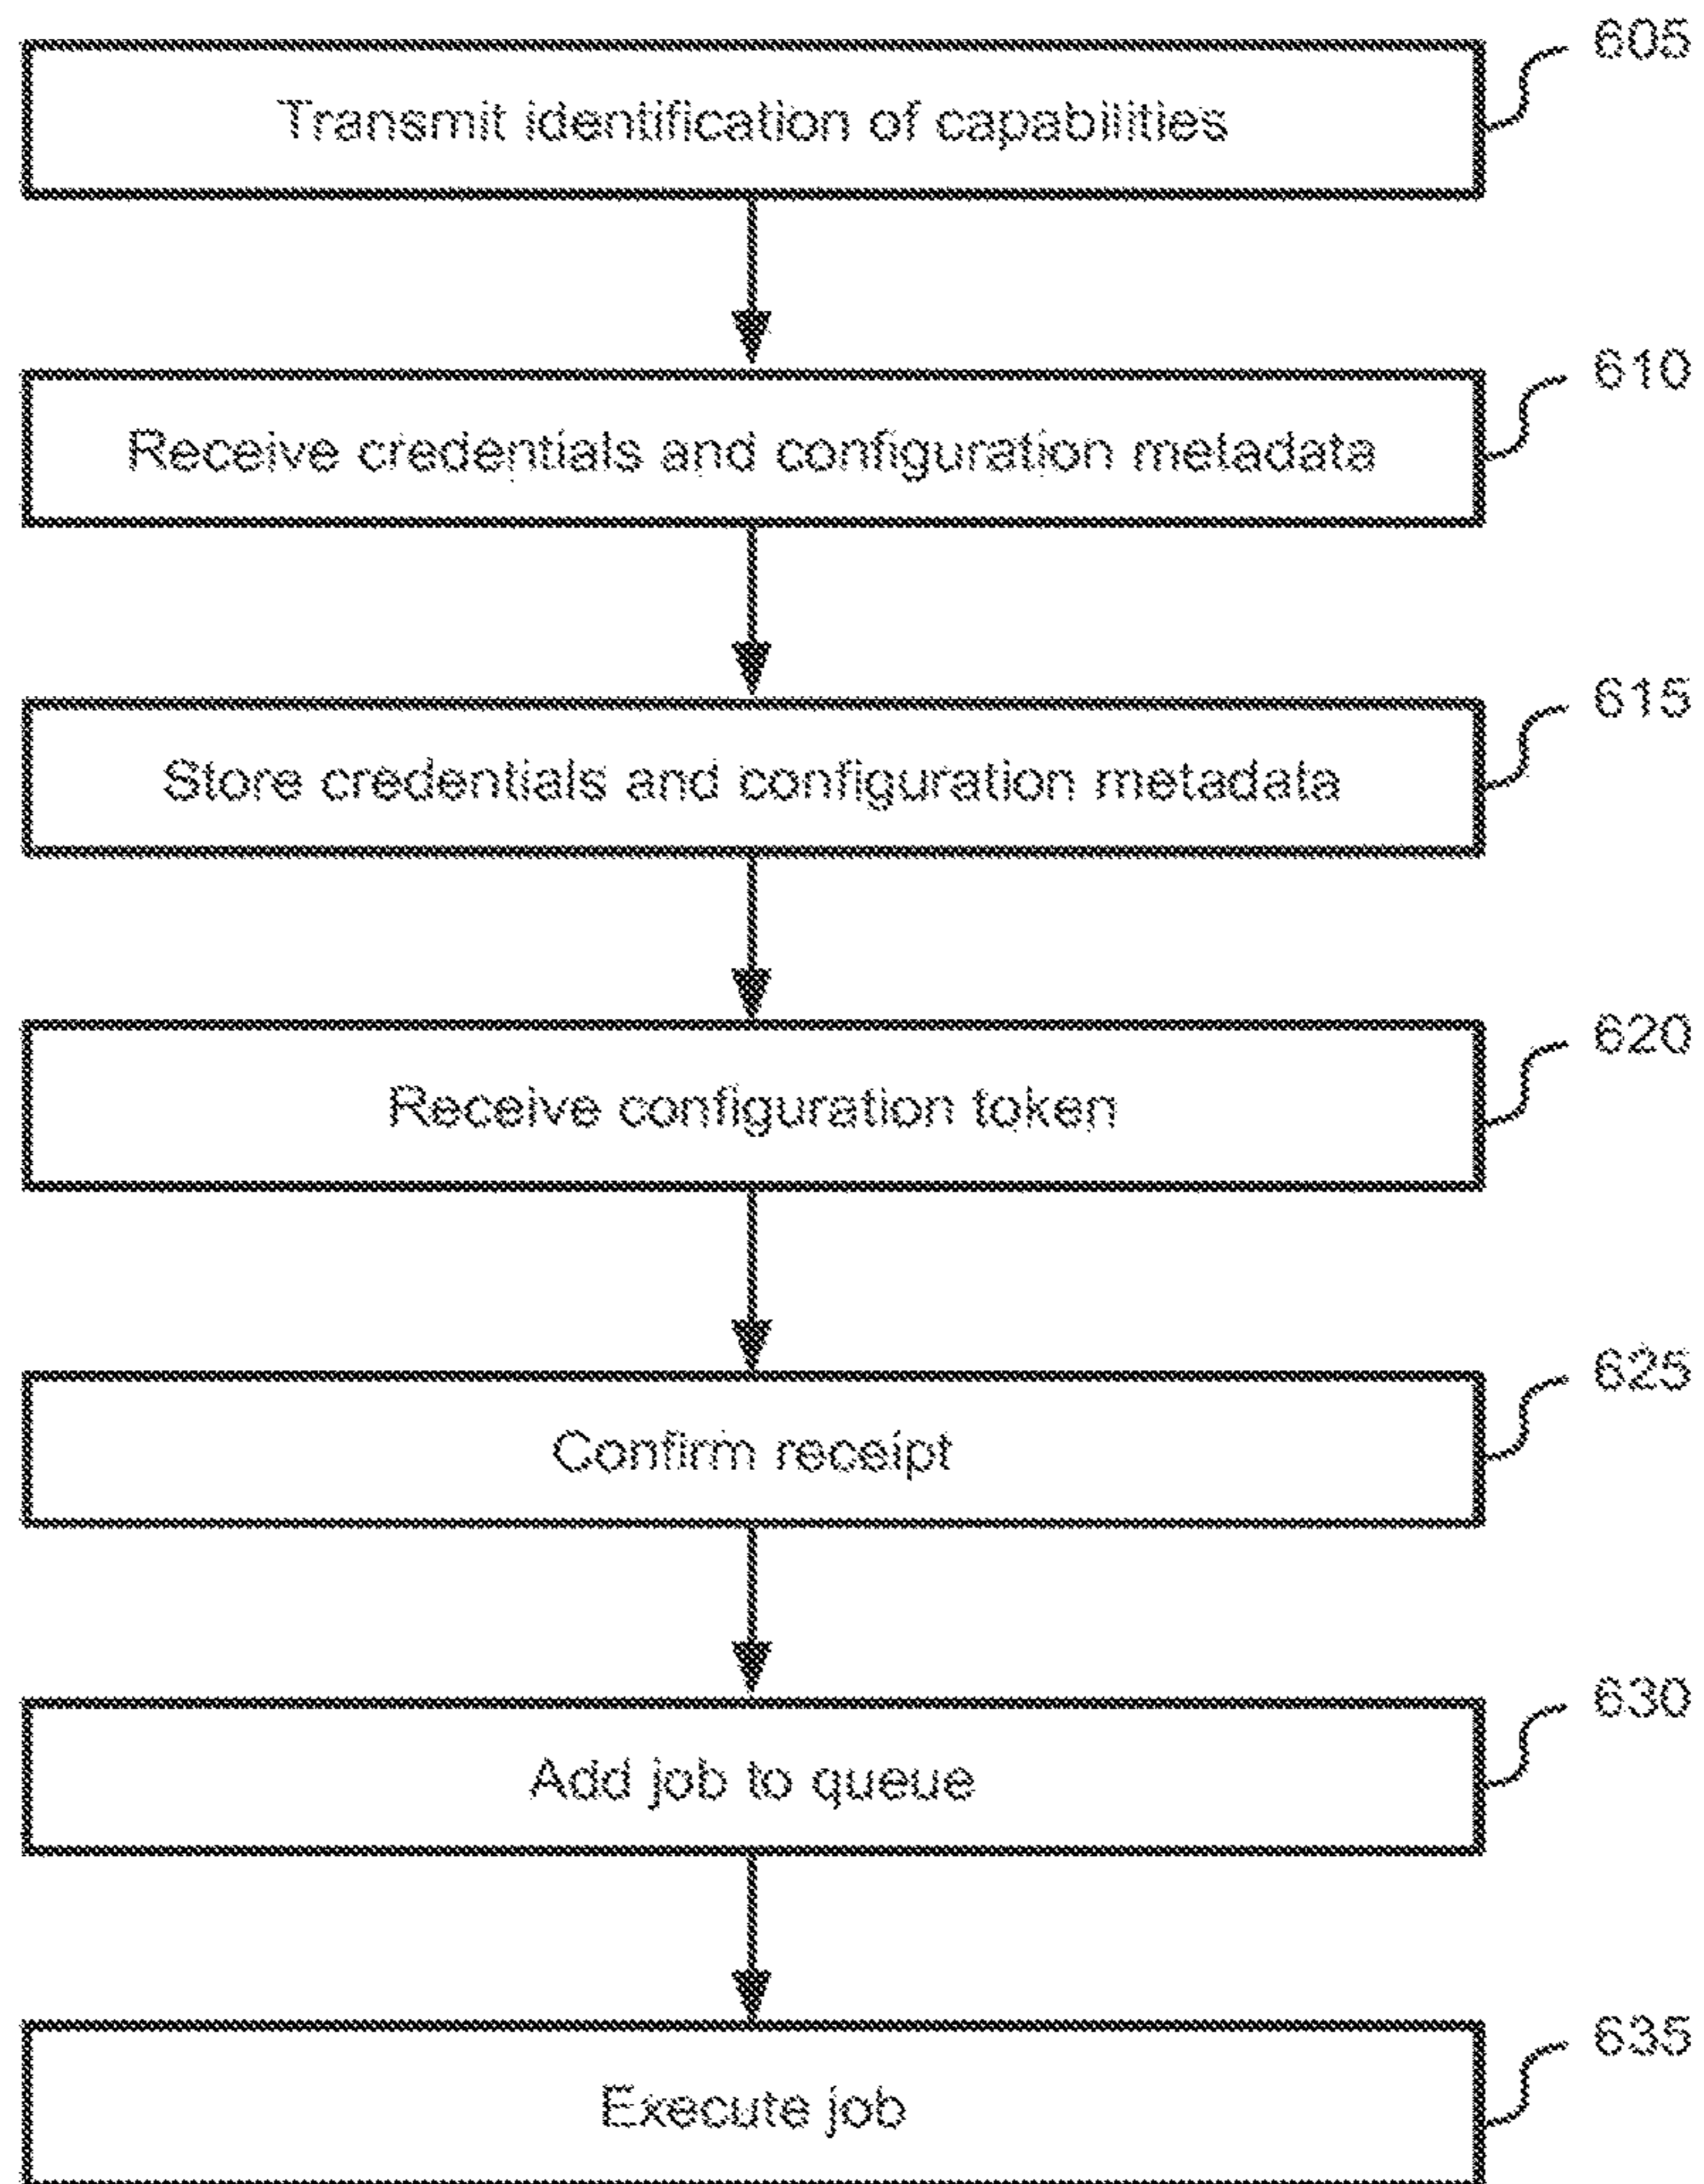 605
Transmit identification of capabilities
610
Receive credentials and configuration metadata
615
Store credentials and configuration metadata
620
Receive configuration token
625
Confirm receipt
630
Add job to queue
635
Execute job